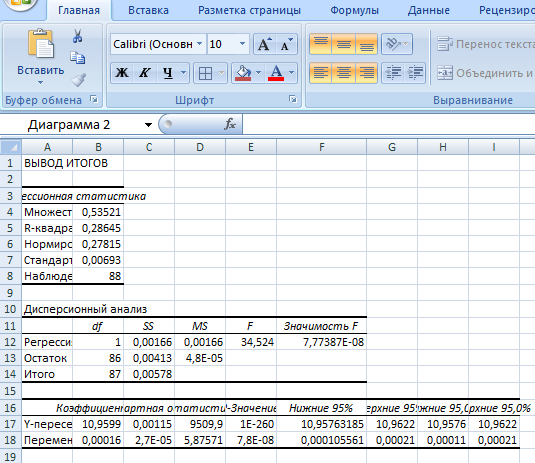 Главная Вставка Разметка страницы Формулы Данные Рецензиро
Calibri (Основн 10 A A
Вставить Ж К Ч A Перенос текста
Объединить и
Буфер обмена Шрифт Выравнивание
Диаграмма 2 fx
A B C D E F G H I
1 ВЫВОД ИТОГОВ
2
3 ессионная статистика
4 Множест 0,53521
5 R-квадра 0,28645
6 Нормирс 0,27815
7 Стандарт 0,00693
8 Наблюде 88
9
10 Дисперсионный анализ
11 df SS MS F Значимость F
12 Регресси 1 0,00166 0,00166 34,524 7,77387E-08
13 Остаток 86 0,00413 4,8E-05
14 Итого 87 0,00578
15
16 Коэффициен артная о татисти -Значение Нижние 95% ерхние 95 жние 95,0 рхние 95,0%
17 Y-пересе 10,9599 0,00115 9509,9 1E-260 10,95763185 10,9622 10,9576 10,9622
18 Перемен 0,00016 2,7E-05 5,87571 7,8E-08 0,000105561 0,00021 0,00011 0,00021
19